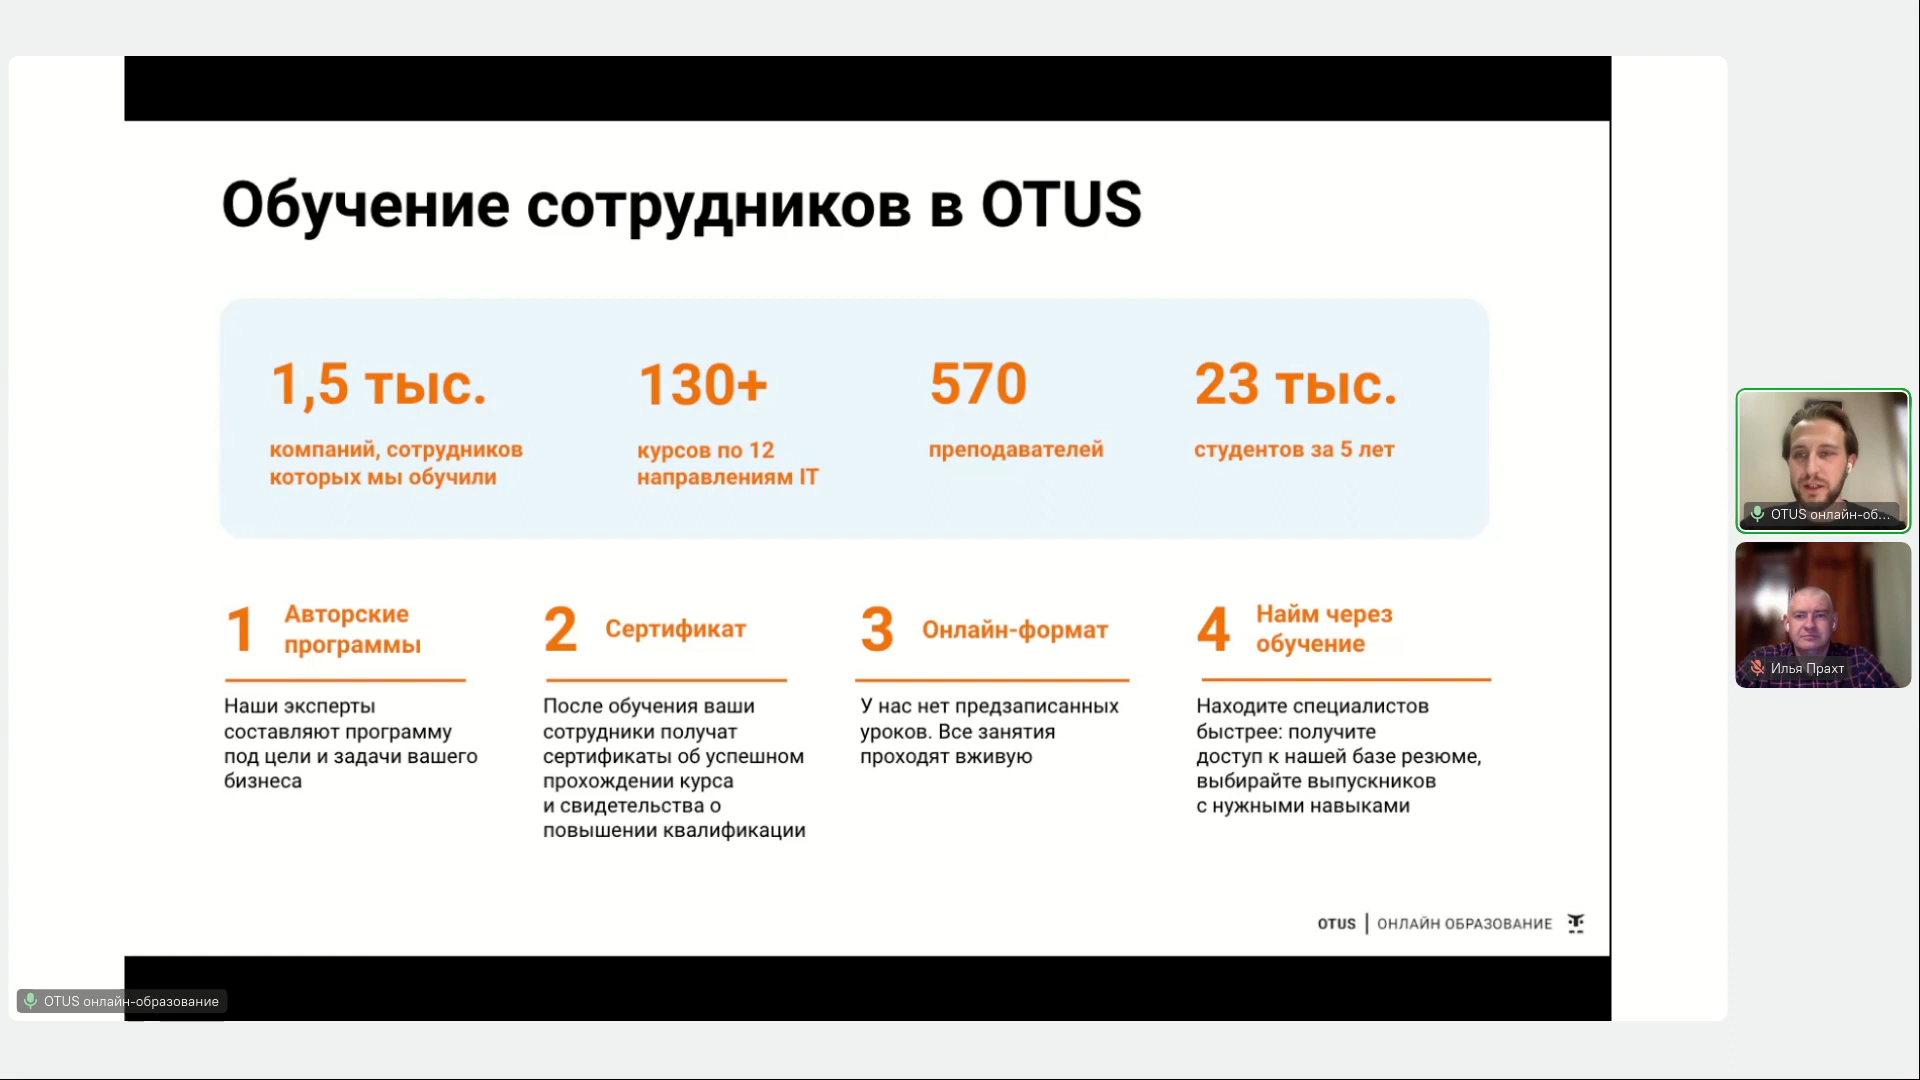 Обучение сотрудников в OTUS
1,5 тыс.
компаний, сотрудников
которых мы обучили
130+
курсов по 12
направлениям IT
570
преподавателей
23 тыс.
студентов за 5 лет
1
Авторские
программы
Наши эксперты
составляют программу
под цели и задачи вашего
бизнеса
2
Сертификат
После обучения ваши
сотрудники получат
сертификаты об успешном
прохождении курса
и свидетельства о
повышении квалификации
3
Онлайн-формат
У нас нет предзаписанных
уроков. Все занятия
проходят вживую
4
Найм через
обучение
Находите специалистов
быстрее: получите
доступ к нашей базе резюме,
выбирайте выпускников
с нужными навыками
OTUS | ОНЛАЙН ОБРАЗОВАНИЕ
OTUS онлайн-образование
OTUS онлайн-об...
Илья Прахт